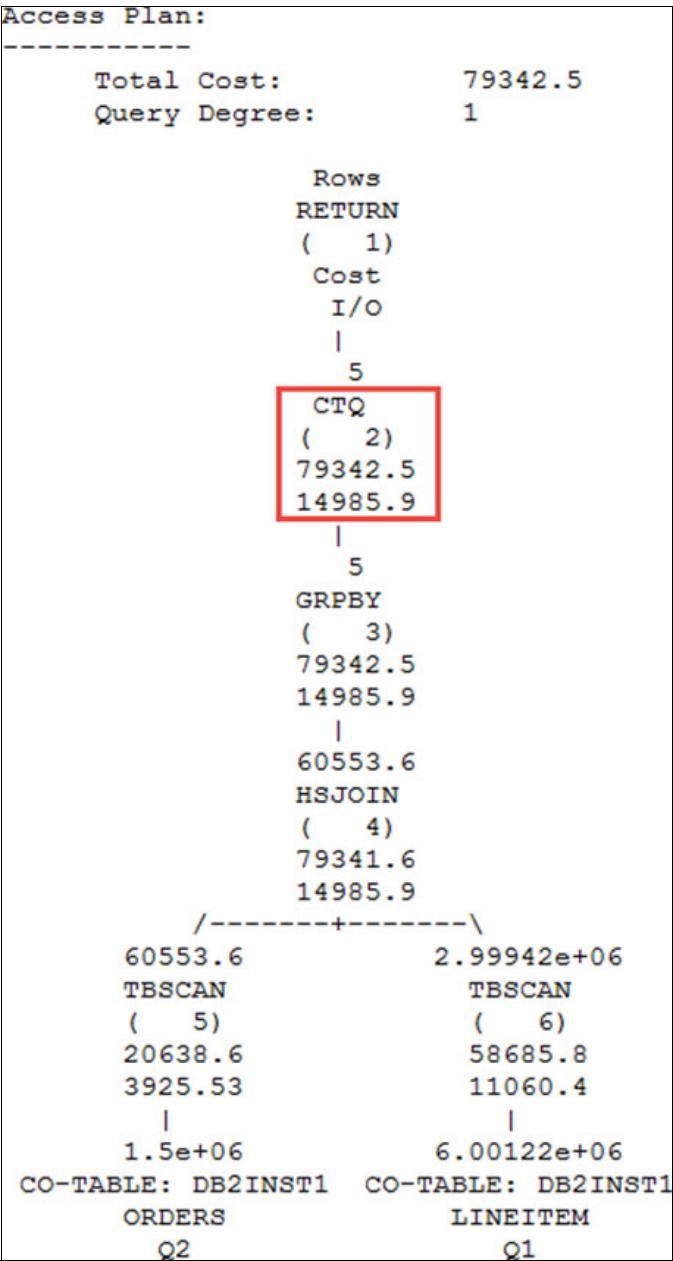 Access Plan:
-----------
Total Cost: 79342.5
Query Degree: 1
Rows
RETURN
( 1)
Cost
I/O
|
5
CTQ
( 2)
79342.5
14985.9
|
5
GRPBY
( 3)
79342.5
14985.9
|
60553.6
HSJOIN
( 4)
79341.6
14985.9
/-------+-------\
60553.6 2.99942e+06
TBSCAN TBSCAN
( 5) ( 6)
20638.6 58685.8
3925.53 11060.4
| |
1.5e+06 6.00122e+06
CO-TABLE: DB2INST1 CO-TABLE: DB2INST1
ORDERS LINEITEM
Q2 Q1